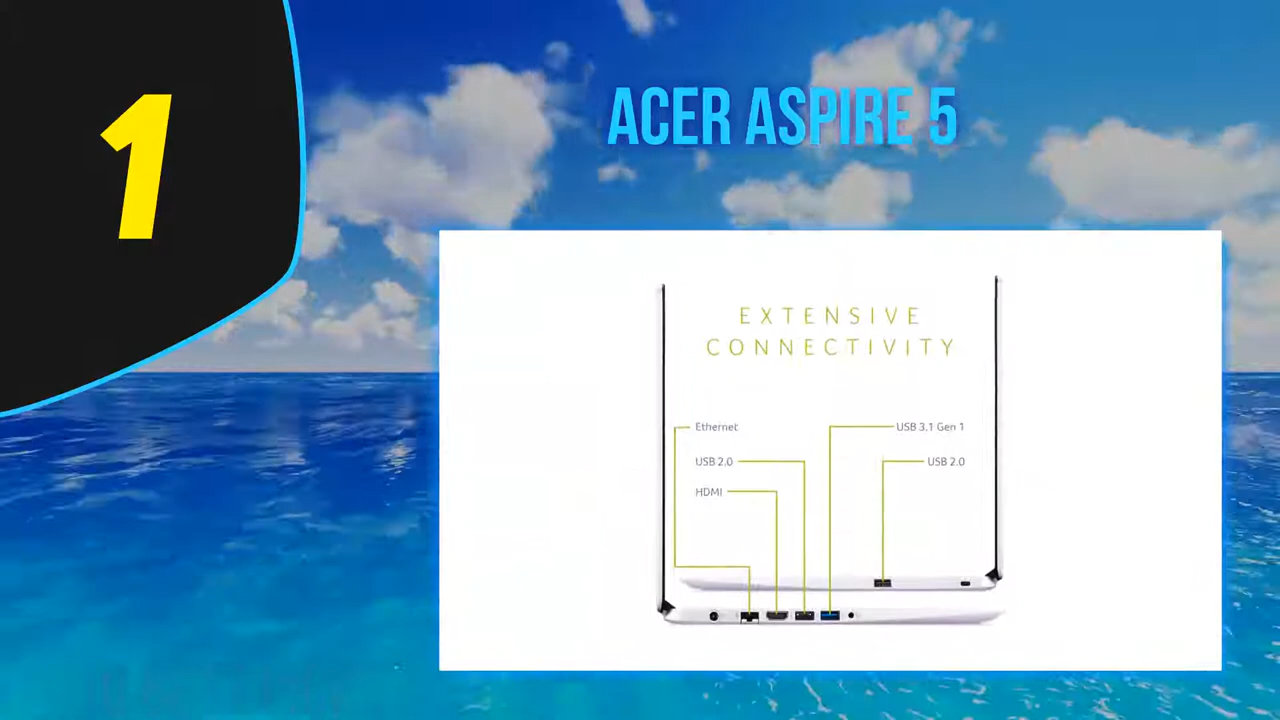 1
ACER ASPIRE 5
EXTENSIVE
CONNECTIVITY
Ethernet
USB 3.1 Gen 1
USB 2.0
USB 2.0
HDMI